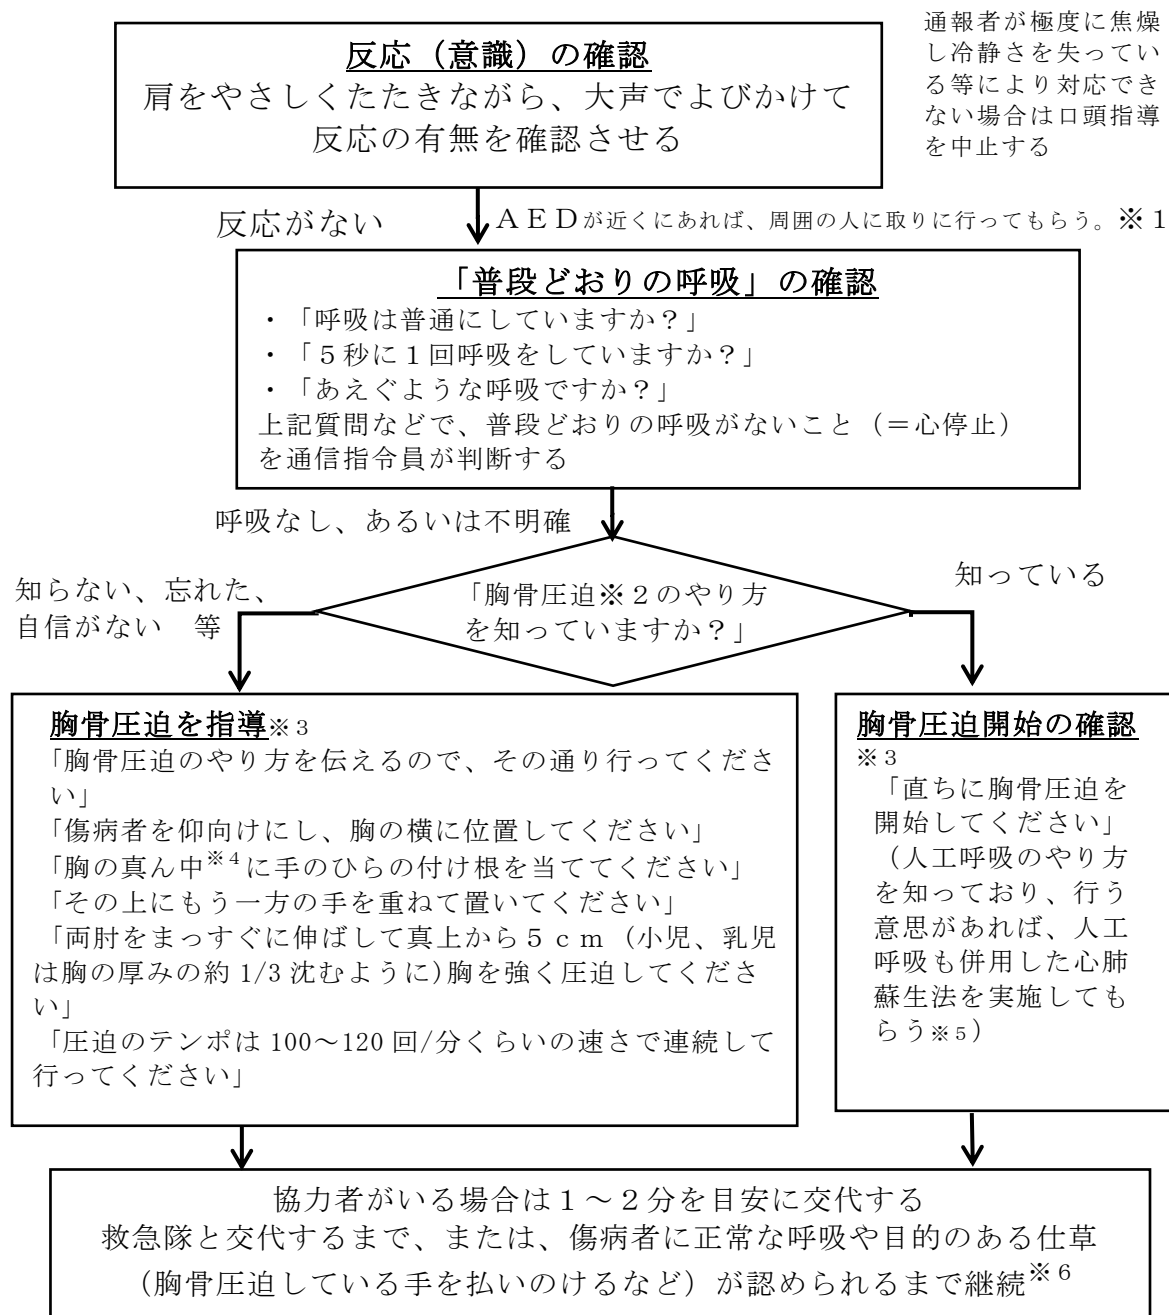 通報者が極度に焦燥
し冷静さを失ってい
る等により対応でき
ない場合は口頭指導
を中止する
反応（意識）の確認
肩をやさしくたたきながら、大声でよびかけて
反応の有無を確認させる
反応がない
ＡＥＤが近くにあれば、周囲の人に取りに行ってもらう。※１
「普段どおりの呼吸」の確認
・「呼吸は普通にしていますか？」
・「５秒に１回呼吸をしていますか？」
・「あえぐような呼吸ですか？」
上記質問などで、普段どおりの呼吸がないこと（＝心停止）
を通信指令員が判断する
呼吸なし、あるいは不明確
「胸骨圧迫※２のやり方
を知っていますか？」
知らない、忘れた、
自信がない　等
知っている
胸骨圧迫を指導※３
「胸骨圧迫のやり方を伝えるので、その通り行ってくださ
い」
「傷病者を仰向けにし、胸の横に位置してください」
「胸の真ん中※４に手のひらの付け根を当ててください」
「その上にもう一方の手を重ねて置いてください」
「両肘をまっすぐに伸ばして真上から５ｃｍ（小児、乳児
は胸の厚みの約 1/3 沈むように)胸を強く圧迫してくださ
い」
「圧迫のテンポは 100～120 回/分くらいの速さで連続して
行ってください」
胸骨圧迫開始の確認
※３
「直ちに胸骨圧迫を
開始してください」
（人工呼吸のやり方
を知っており、行う
意思があれば、人工
呼吸も併用した心肺
蘇生法を実施しても
らう※５）
協力者がいる場合は１～２分を目安に交代する
救急隊と交代するまで、または、傷病者に正常な呼吸や目的のある仕草
（胸骨圧迫している手を払いのけるなど）が認められるまで継続※６